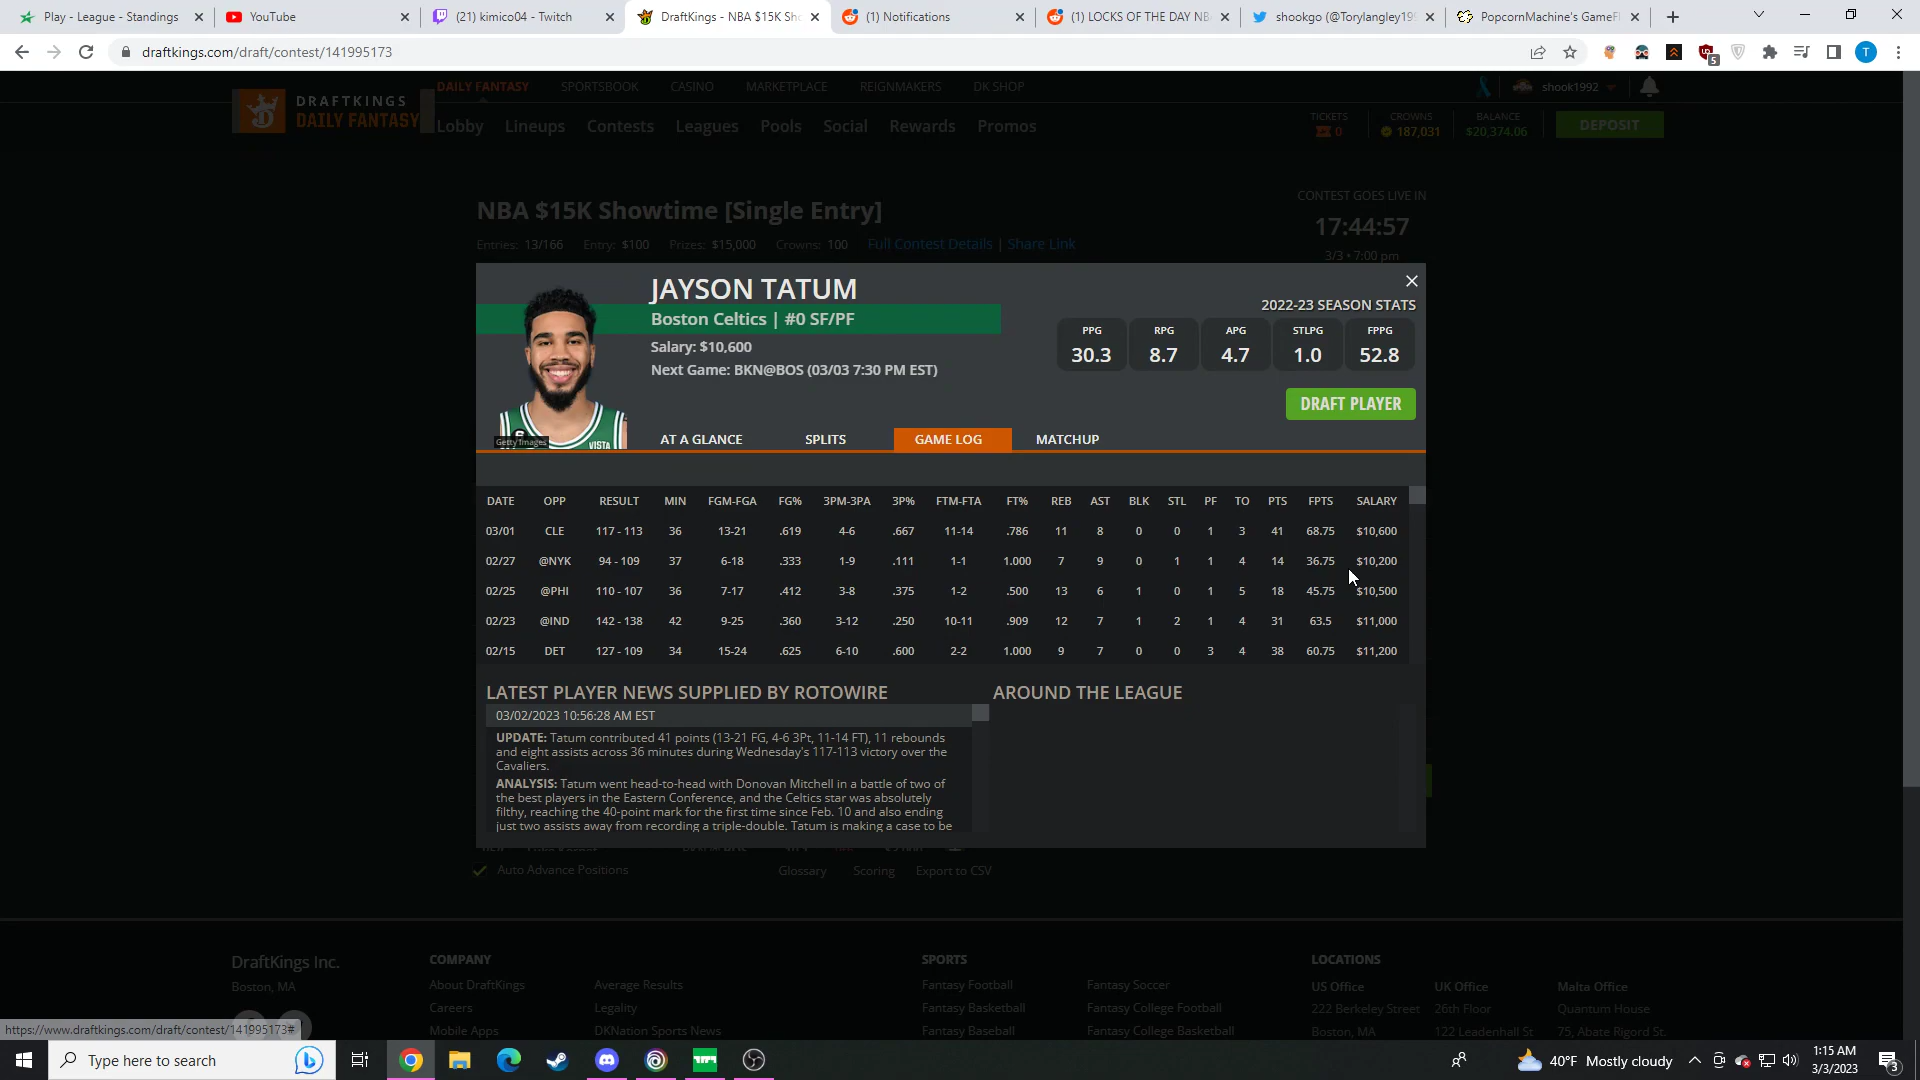 Play - League - Standings
YouTube
(21) kimico04 - Twitch
DraftKings - NBA $15K Sho
(1) Notifications
(1) LOCKS OF THE DAY NB
shookgo (@Torylangley199
PopcornMachine's GameF
draftkings.com/draft/contest/141995173
5
T
DAILY FANTASY SPORTSBOOK CASINO MARKETPLACE REIGNMAKERS DK SHOP
shook1992
DRAFTKINGS
DAILY FANTASY
Lobby Lineups Contests Leagues Pools Social Rewards Promos
TICKETS
0
CROWNS
187,031
BALANCE
$20,374.06
DEPOSIT
NBA $15K Showtime [Single Entry]
Entries: 13/166 Entry: $100 Prizes: $15,000 Crowns: 100 Full Contest Details | Share Link
CONTEST GOES LIVE IN
17:44:57
3/3 • 7:00 pm
JAYSON TATUM
Boston Celtics | #0 SF/PF
Salary: $10,600
Next Game: BKN@BOS (03/03 7:30 PM EST)
Getty Images
VISTA
2022-23 SEASON STATS
PPG RPG APG STLPG FPPG
30.3 8.7 4.7 1.0 52.8
DRAFT PLAYER
AT A GLANCE SPLITS GAME LOG MATCHUP
DATE OPP RESULT MIN FGM-FGA FG% 3PM-3PA 3P% FTM-FTA FT% REB AST BLK STL PF TO PTS FPTS SALARY
03/01 CLE 117 - 113 36 13-21 .619 4-6 .667 11-14 .786 11 8 0 0 1 3 41 68.75 $10,600
02/27 @NYK 94 - 109 37 6-18 .333 1-9 .111 1-1 1.000 7 9 0 1 1 4 14 36.75 $10,200
02/25 @PHI 110 - 107 36 7-17 .412 3-8 .375 1-2 .500 13 6 1 0 1 5 18 45.75 $10,500
02/23 @IND 142 - 138 42 9-25 .360 3-12 .250 10-11 .909 12 7 1 2 1 4 31 63.5 $11,000
02/15 DET 127 - 109 34 15-24 .625 6-10 .600 2-2 1.000 9 7 0 0 3 4 38 60.75 $11,200
LATEST PLAYER NEWS SUPPLIED BY ROTOWIRE
AROUND THE LEAGUE
03/02/2023 10:56:28 AM EST
UPDATE: Tatum contributed 41 points (13-21 FG, 4-6 3Pt, 11-14 FT), 11 rebounds
and eight assists across 36 minutes during Wednesday's 117-113 victory over the
Cavaliers.
ANALYSIS: Tatum went head-to-head with Donovan Mitchell in a battle of two of
the best players in the Eastern Conference, and the Celtics star was absolutely
filthy, reaching the 40-point mark for the first time since Feb. 10 and also ending
just two assists away from recording a triple-double. Tatum is making a case to be
Auto Advance Positions
Glossary Scoring Export to CSV
DraftKings Inc.
Boston, MA
COMPANY
About DraftKings Average Results
Careers Legality
Mobile Apps DKNation Sports News
SPORTS
Fantasy Football Fantasy Soccer
Fantasy Basketball Fantasy College Football
Fantasy Baseball Fantasy College Basketball
LOCATIONS
US Office UK Office Malta Office
222 Berkeley Street 26th Floor Quantum House
Boston, MA 122 Leadenhall St 75, Abate Rigord St.
https://www.draftkings.com/draft/contest/141995173#
Type here to search
40°F Mostly cloudy
1:15 AM
3/3/2023
3